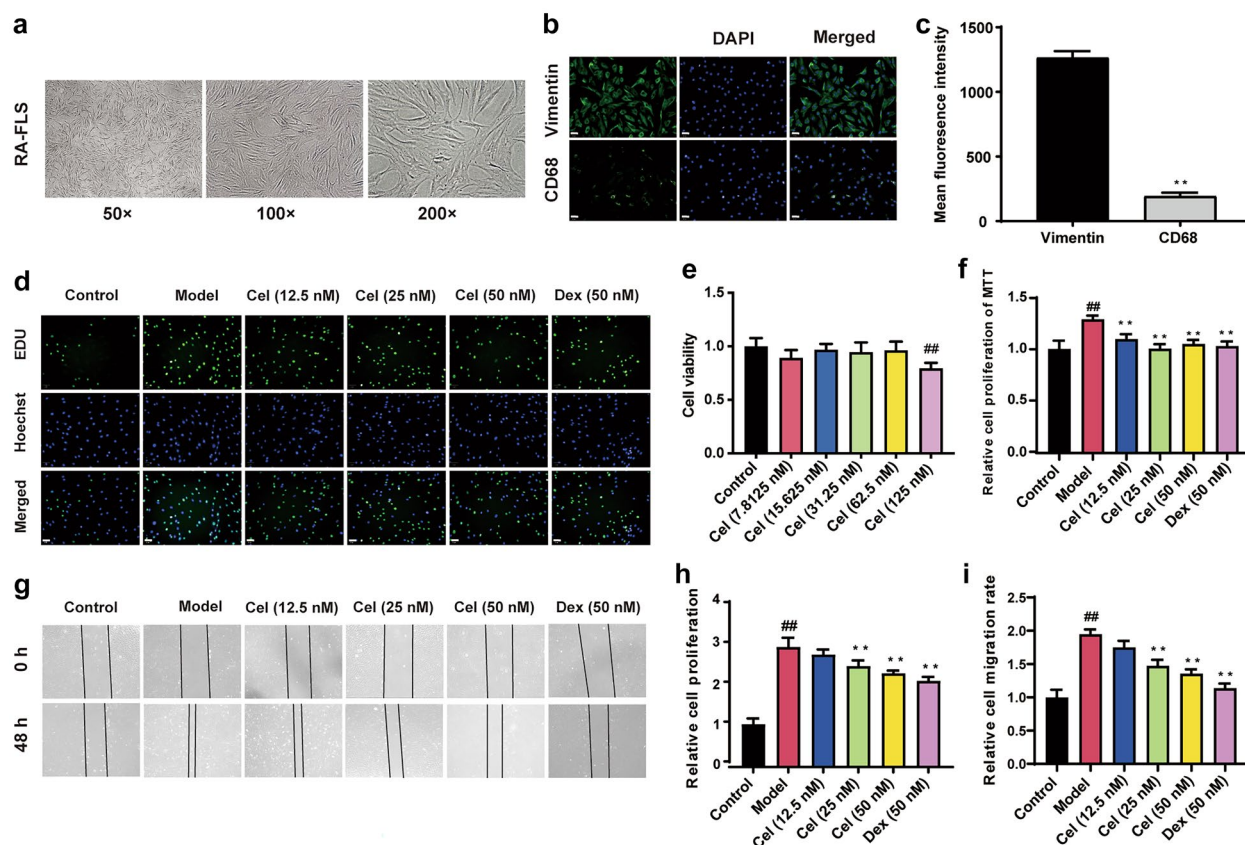 a
RA-FLS
50×
100×
200×
b
DAPI
Merged
Vimentin
CD68
c
Mean fluoresence intensity
1500
1000
500
0
* *
Vimentin
CD68
d
Control
Model
Cel (12.5 nM)
Cel (25 nM)
Cel (50 nM)
Dex (50 nM)
EDU
Hoechst
Merged
e
Cell viability
1.5
1.0
0.5
0.0
##
Control
Cel (7.8125 nM)
Cel (15.625 nM)
Cel (31.25 nM)
Cel (62.5 nM)
Cel (125 nM)
f
Relative cell proliferation of MTT
1.5
1.0
0.5
0.0
##
* *
* *
* *
* *
Control
Model
Cel (12.5 nM)
Cel (25 nM)
Cel (50 nM)
Dex (50 nM)
g
Control
Model
Cel (12.5 nM)
Cel (25 nM)
Cel (50 nM)
Dex (50 nM)
0 h
48 h
h
Relative cell proliferation
4
3
2
1
0
##
* *
* *
* *
Control
Model
Cel (12.5 nM)
Cel (25 nM)
Cel (50 nM)
Dex (50 nM)
i
Relative cell migration rate
2.5
2.0
1.5
1.0
0.5
0.0
##
* *
* *
* *
Control
Model
Cel (12.5 nM)
Cel (25 nM)
Cel (50 nM)
Dex (50 nM)